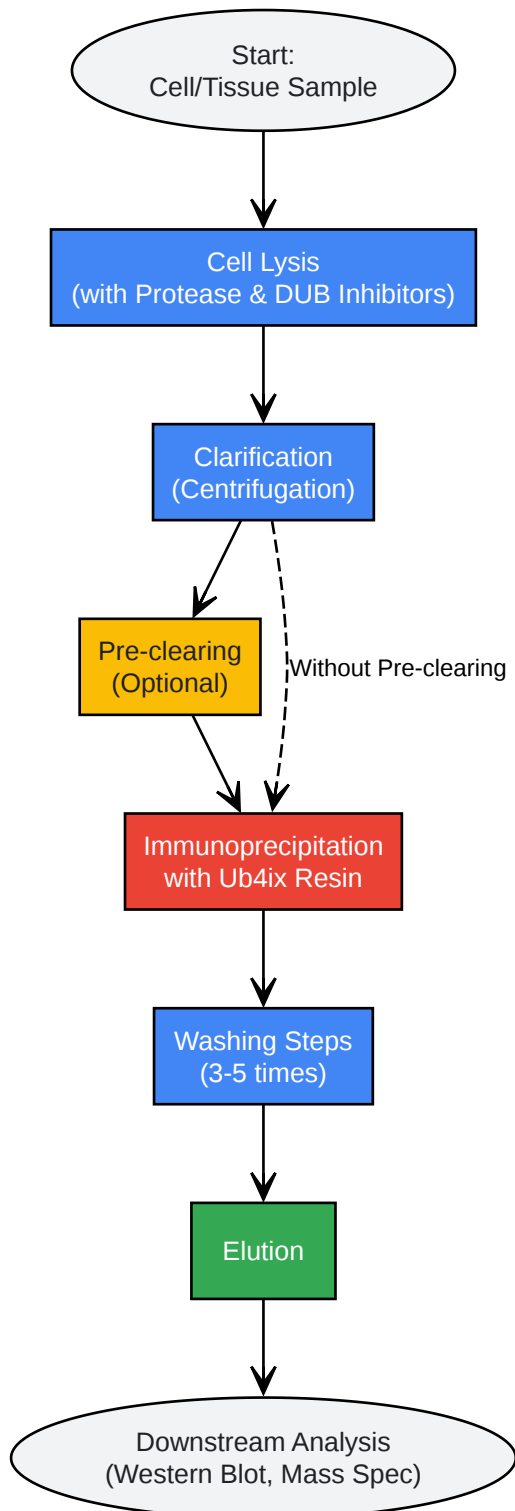 Start:
Cell/Tissue Sample
Cell Lysis
(with Protease & DUB Inhibitors)
Clarification
(Centrifugation)
Pre-clearing
(Optional)
Without Pre-clearing
Immunoprecipitation
with Ub4ix Resin
Washing Steps
(3-5 times)
Elution
Downstream Analysis
(Western Blot, Mass Spec)